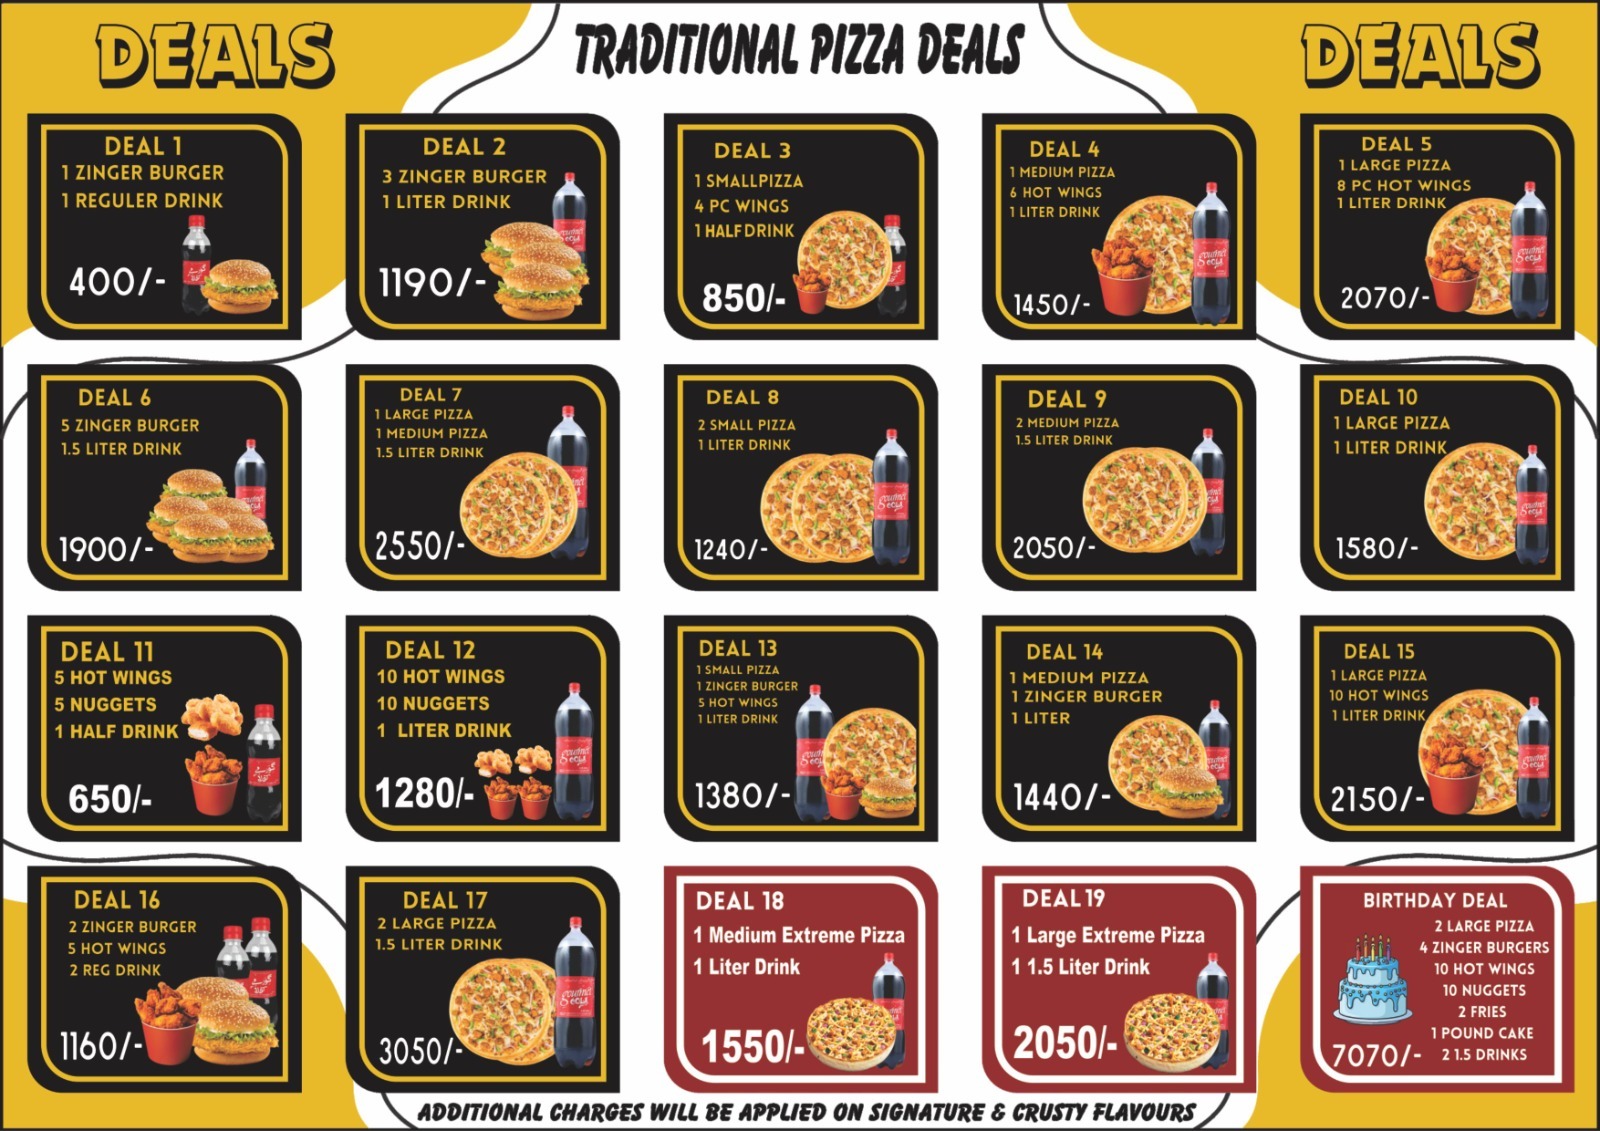 DEALS
TRADITIONAL PIZZA DEALS
DEALS
DEAL 1
1 ZINGER BURGER
1 REGULER DRINK
400/-
DEAL 2
3 ZINGER BURGER
1 LITER DRINK
1190/-
DEAL 3
1 SMALLPIZZA
4 PC WINGS
1 HALF DRINK
850/-
DEAL 4
1 MEDIUM PIZZA
6 HOT WINGS
1 LITER DRINK
1450/-
DEAL 5
1 LARGE PIZZA
8 PC HOT WINGS
1 LITER DRINK
2070/-
DEAL 6
5 ZINGER BURGER
1.5 LITER DRINK
1900/-
DEAL 7
1 LARGE PIZZA
1 MEDIUM PIZZA
1.5 LITER DRINK
2550/-
DEAL 8
2 SMALL PIZZA
1 LITER DRINK
1240/-
DEAL 9
2 MEDIUM PIZZA
1.5 LITER DRINK
2050/-
DEAL 10
1 LARGE PIZZA
1 LITER DRINK
1580/-
DEAL 11
5 HOT WINGS
5 NUGGETS
1 HALF DRINK
650/-
DEAL 12
10 HOT WINGS
10 NUGGETS
1 LITER DRINK
1280/-
DEAL 13
1 SMALL PIZZA
1 ZINGER BURGER
5 HOT WINGS
1 LITER DRINK
1380/-
DEAL 14
1 MEDIUM PIZZA
1 ZINGER BURGER
1 LITER
1440/-
DEAL 15
1 LARGE PIZZA
10 HOT WINGS
1 LITER DRINK
2150/-
DEAL 16
2 ZINGER BURGER
5 HOT WINGS
2 REG DRINK
1160/-
DEAL 17
2 LARGE PIZZA
1.5 LITER DRINK
3050/-
DEAL 18
1 Medium Extreme Pizza
1 Liter Drink
1550/-
DEAL 19
1 Large Extreme Pizza
1 1.5 Liter Drink
2050/-
BIRTHDAY DEAL
2 LARGE PIZZA
4 ZINGER BURGERS
10 HOT WINGS
10 NUGGETS
2 FRIES
1 POUND CAKE
2 1.5 DRINKS
7070/-
ADDITIONAL CHARGES WILL BE APPLIED ON SIGNATURE & CRUSTY FLAVOURS